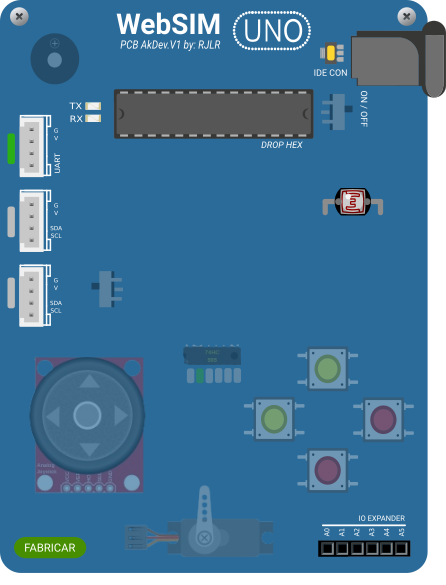 WebSIM
UNO
PCB AkDev.V1 by: RJLR
IDE CON
TX
RX
ON / OFF
DROP HEX
G
V
UART
G
V
SDA
SCL
G
V
SDA
SCL
IO EXPANDER
A0 A1 A2 A3 A4 A5
FABRICAR